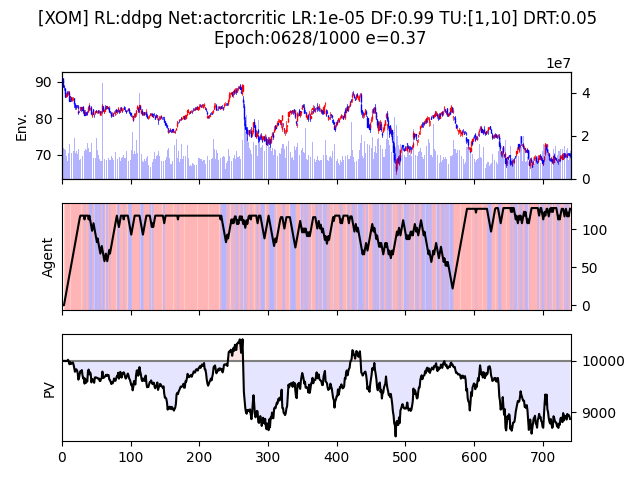 [XOM] RL:ddpg Net:actorcritic LR:1e-05 DF:0.99 TU:[1,10] DRT:0.05
Epoch:0628/1000 e=0.37
1e7
90
80
70
Env.
4
2
0
Agent
100
50
0
PV
10000
9000
0 100 200 300 400 500 600 700